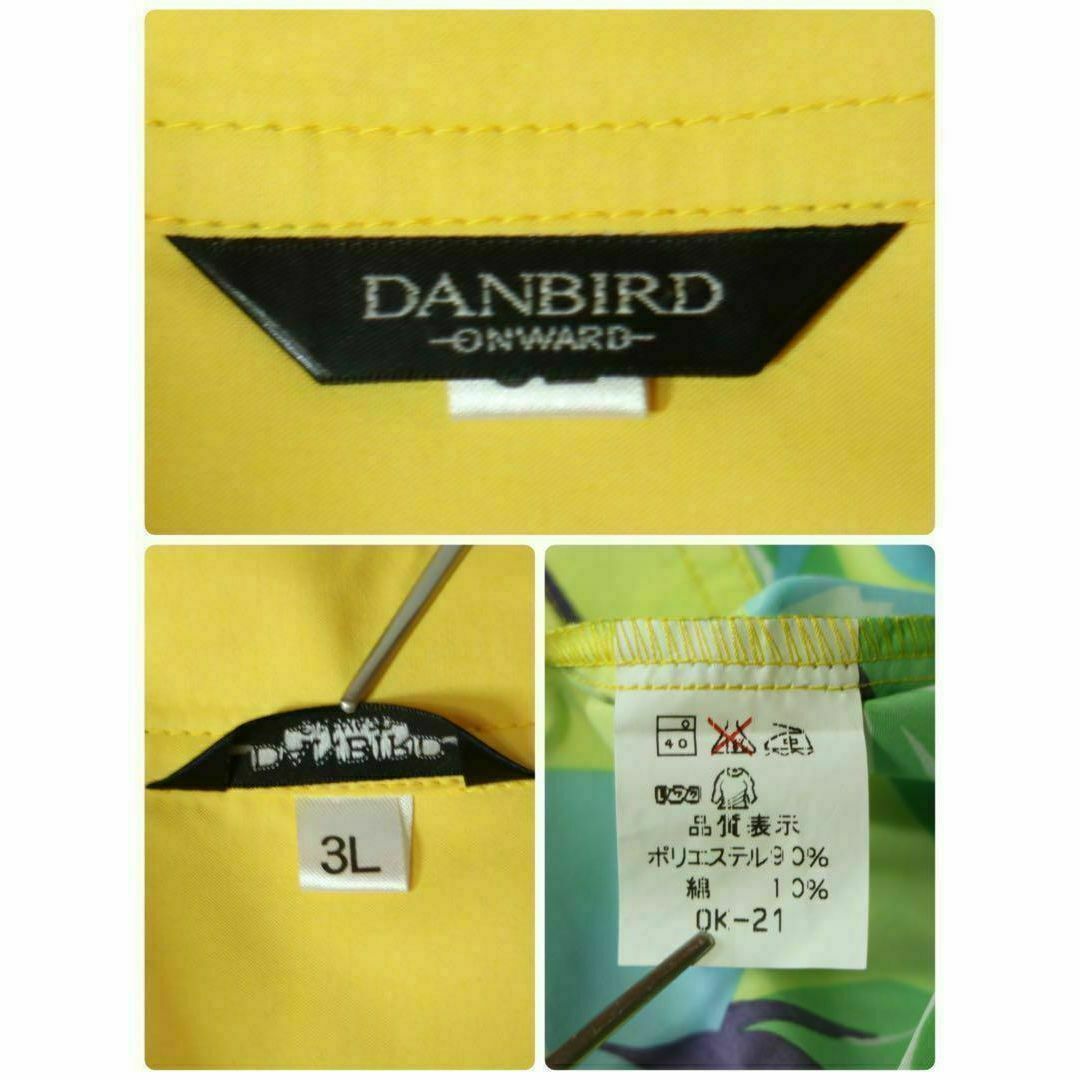 DANBIRD
ONWARD
3L
40
中
品質表示
ポリエステル90%
綿 10%
OK-21